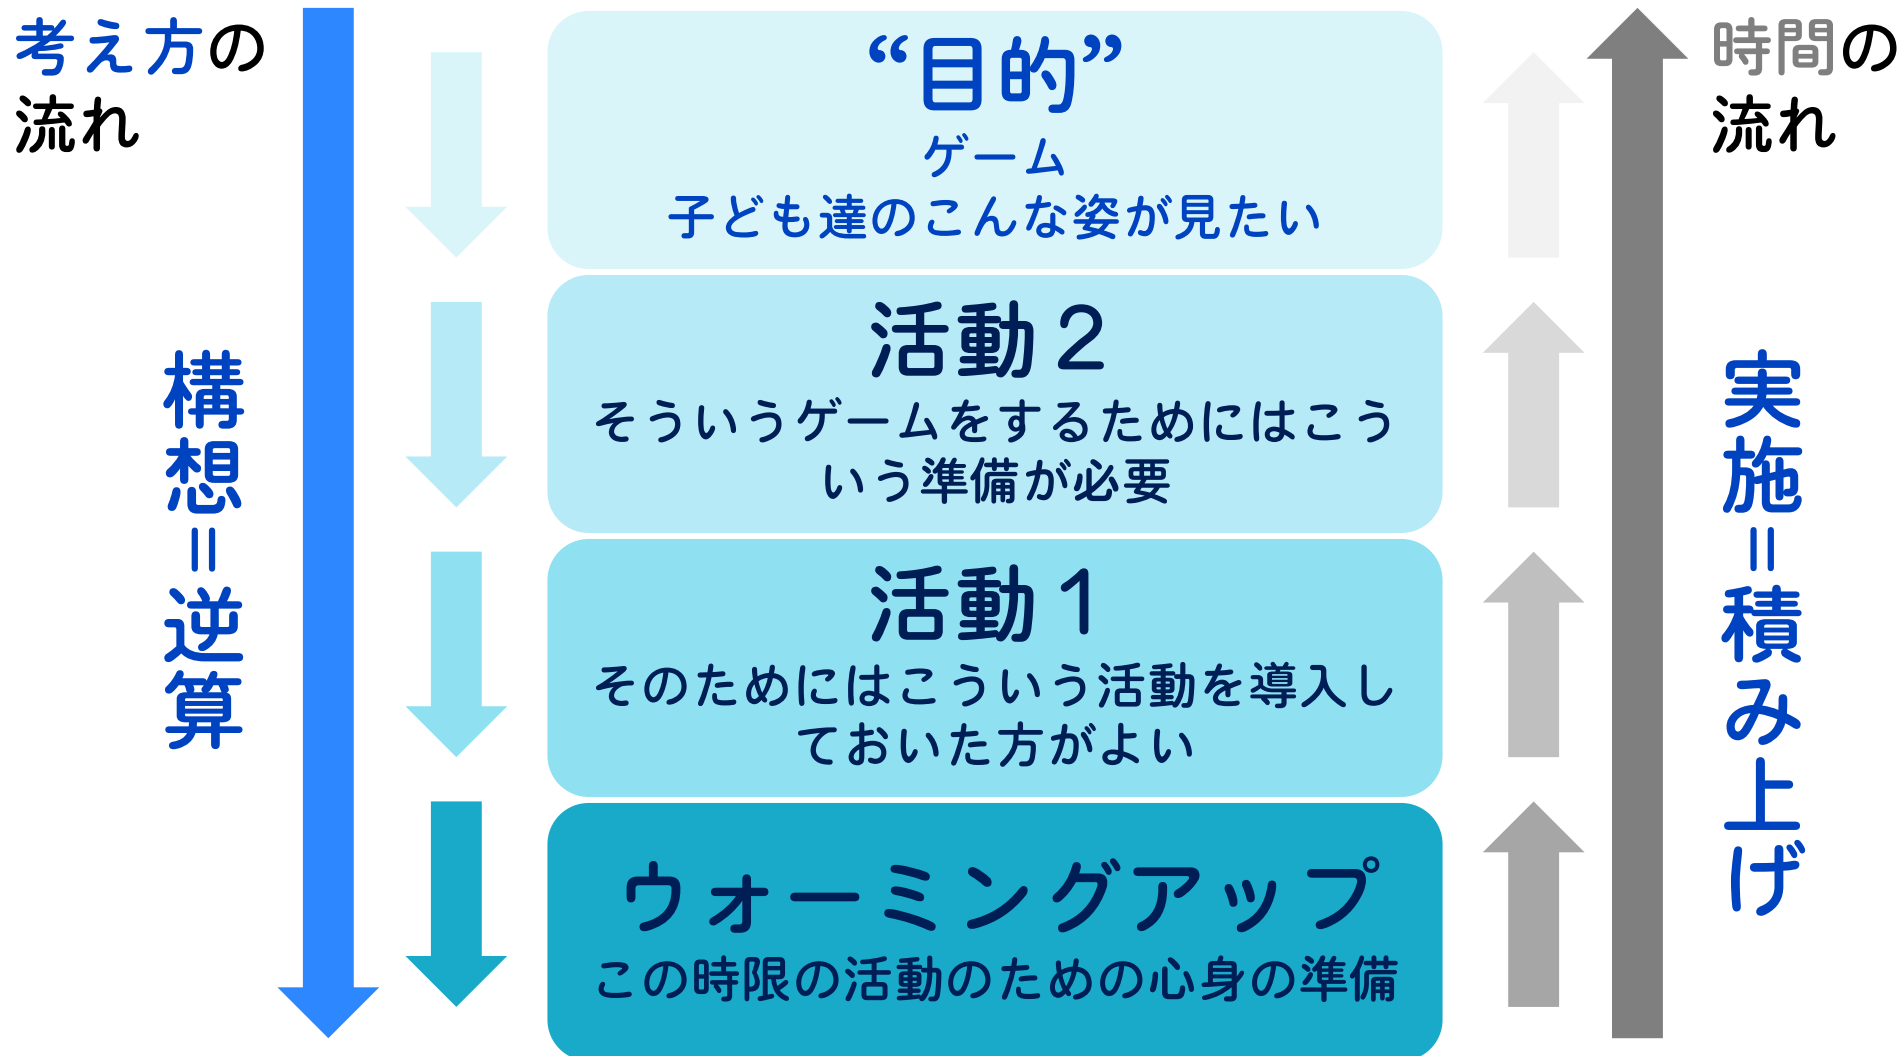 考え方の
流れ
構想＝逆算
“目的”
ゲーム
子ども達のこんな姿が見たい
活動２
そういうゲームをするためにはこう
いう準備が必要
活動１
そのためにはこういう活動を導入し
ておいた方がよい
ウォーミングアップ
この時限の活動のための心身の準備
時間の
流れ
実施＝積み上げ